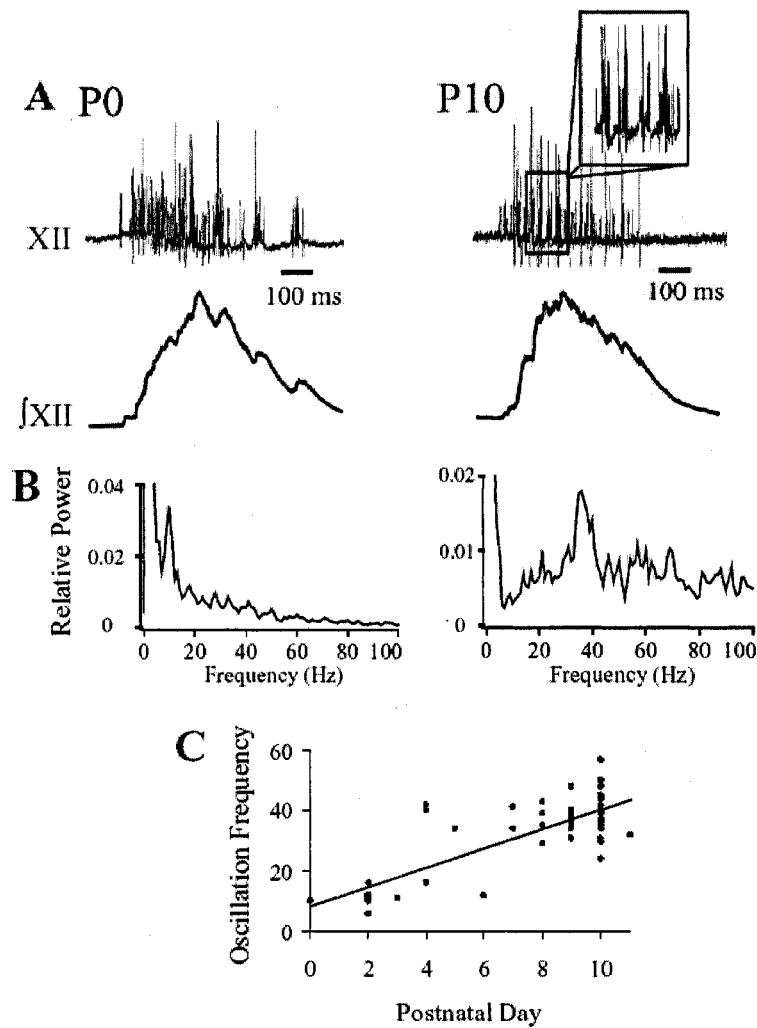 A P0 P10
XII
100 ms 100 ms
∫XII
B
Relative Power
0.04
0.02
0
0 20 40 60 80 100
Frequency (Hz)
0.02
0.01
0
0 20 40 60 80 100
Frequency (Hz)
C
Oscillation Frequency
60
40
20
0
0 2 4 6 8 10
Postnatal Day